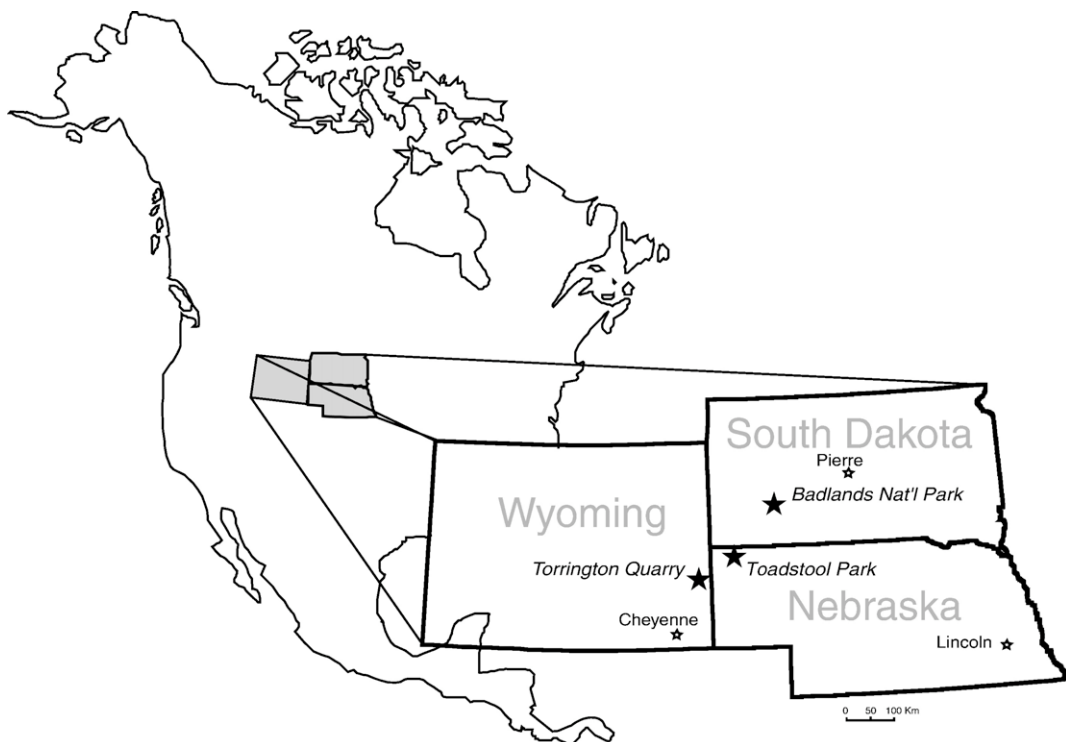 South Dakota
Pierre
Badlands Nat'l Park
Wyoming
Torrington Quarry
Toadstool Park
Nebraska
Cheyenne
Lincoln
0 50 100 Km